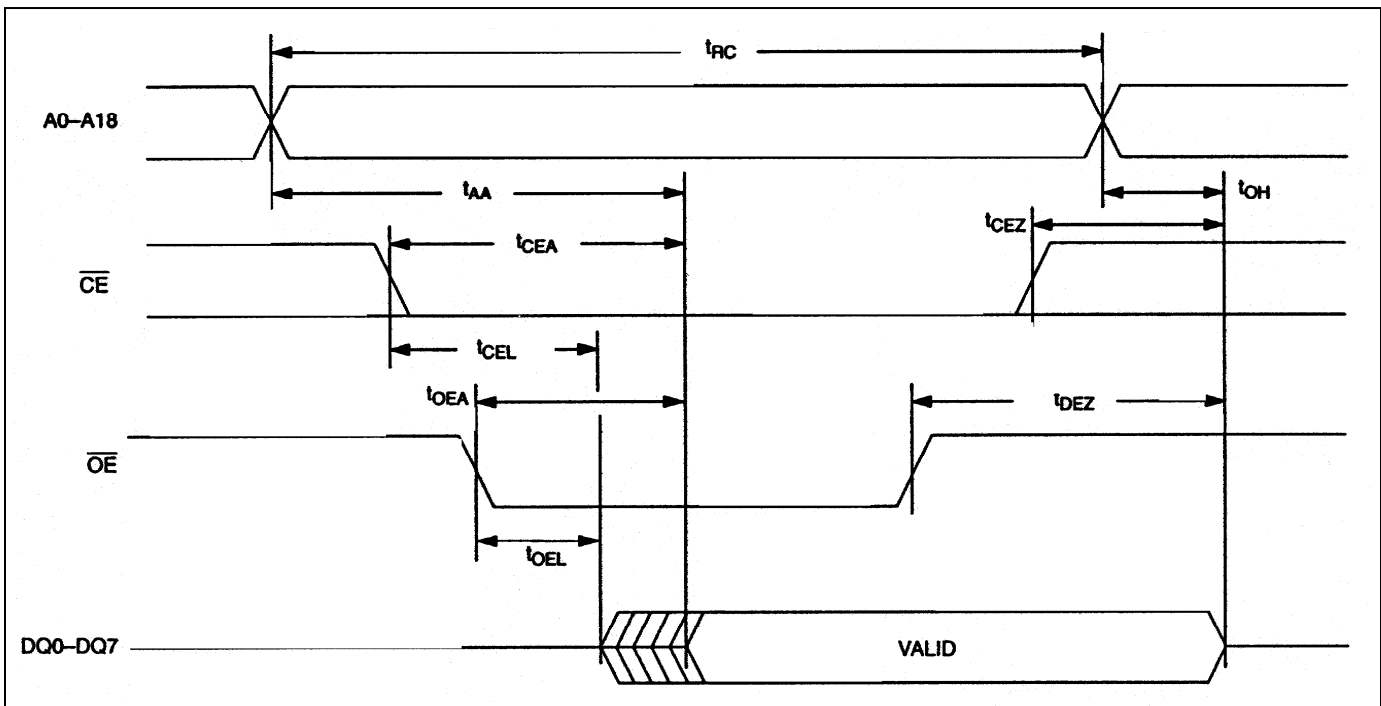 tRC
A0–A18
tAA
tOH
tCEZ
tCEA
CE
tCEL
tOEA
tDEZ
OE
tOEL
DQ0–DQ7
VALID